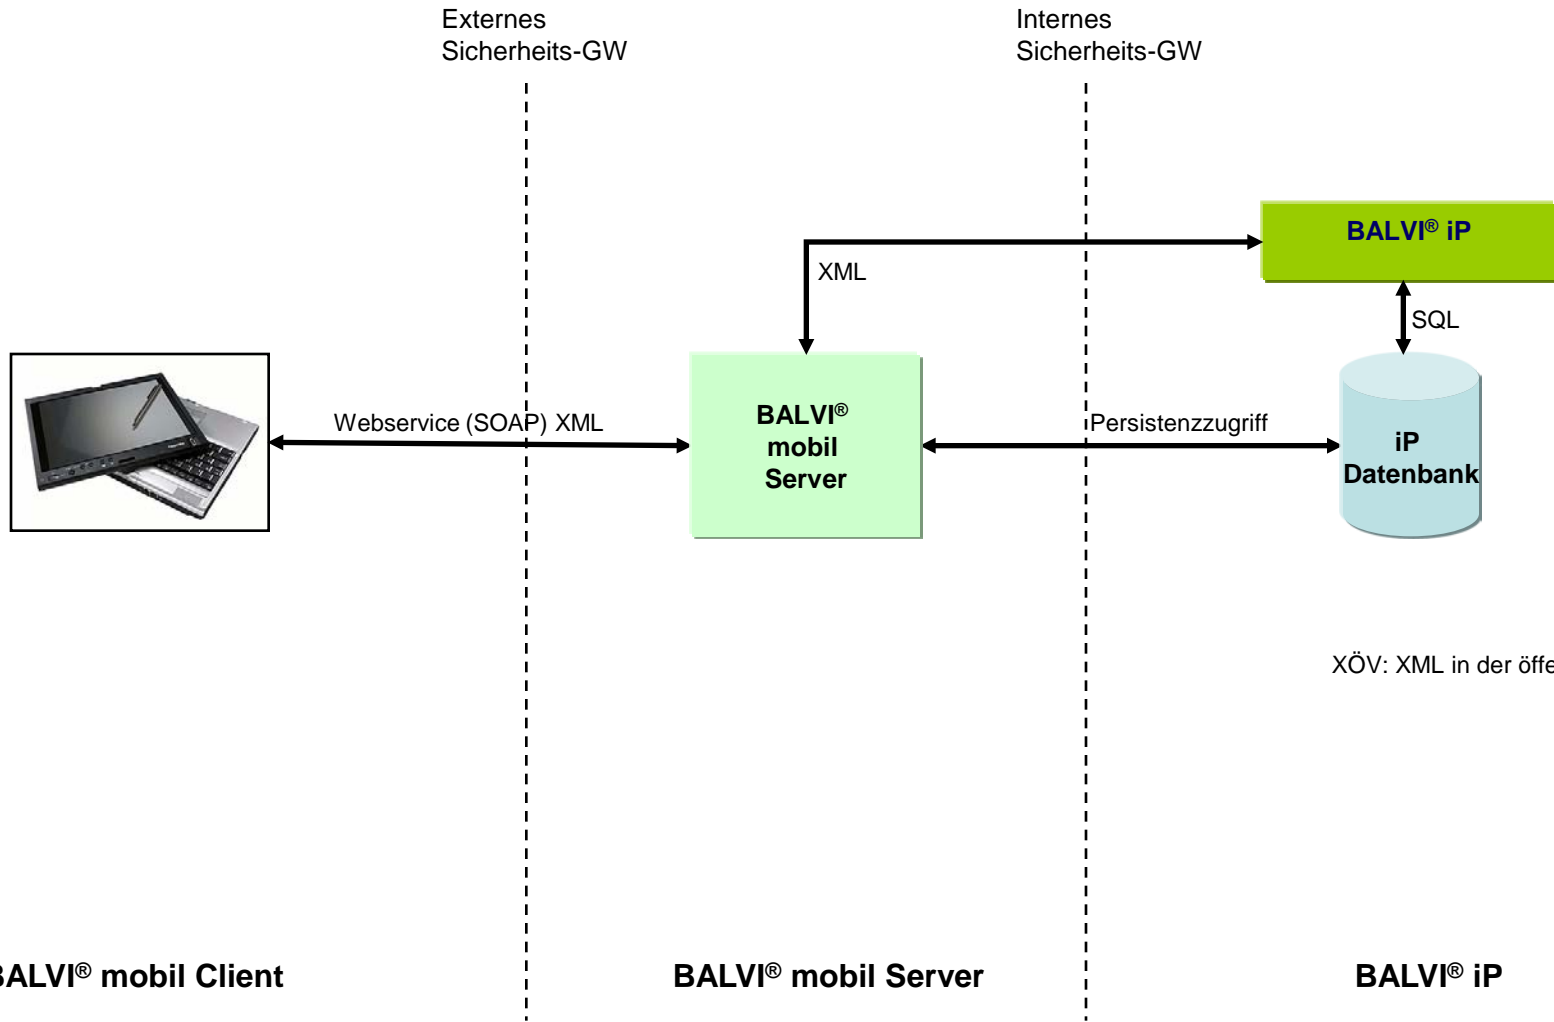 Externes
Sicherheits-GW
Internes
Sicherheits-GW
BALVI® iP
XML
SQL
Webservice (SOAP) XML
BALVI®
mobil
Server
Persistenzzugriff
iP
Datenbank
XÖV: XML in der öffe
BALVI® mobil Client
BALVI® mobil Server
BALVI® iP